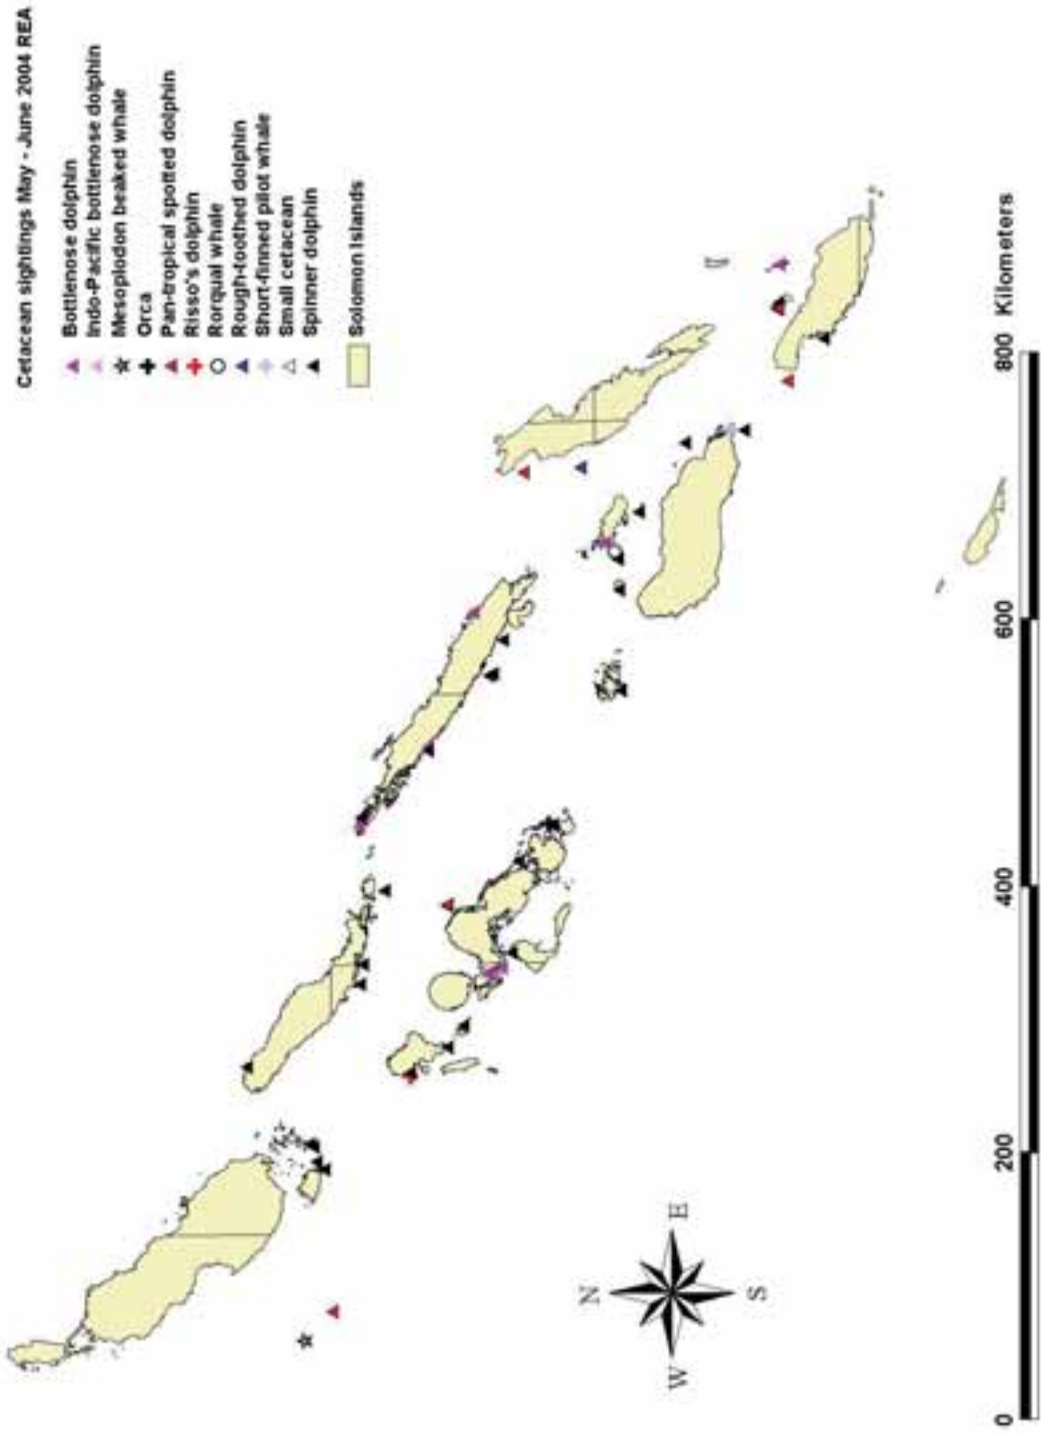 Cetacean sightings May - June 2004 REA
Bottlenose dolphin
Indo-Pacific bottlenose dolphin
Mesoplodon beaked whale
Orca
Pan-tropical spotted dolphin
Risso's dolphin
Rorqual whale
Rough-toothed dolphin
Short-finned pilot whale
Small cetacean
Spinner dolphin
Solomon Islands
N
W E
S
0 200 400 600 800 Kilometers